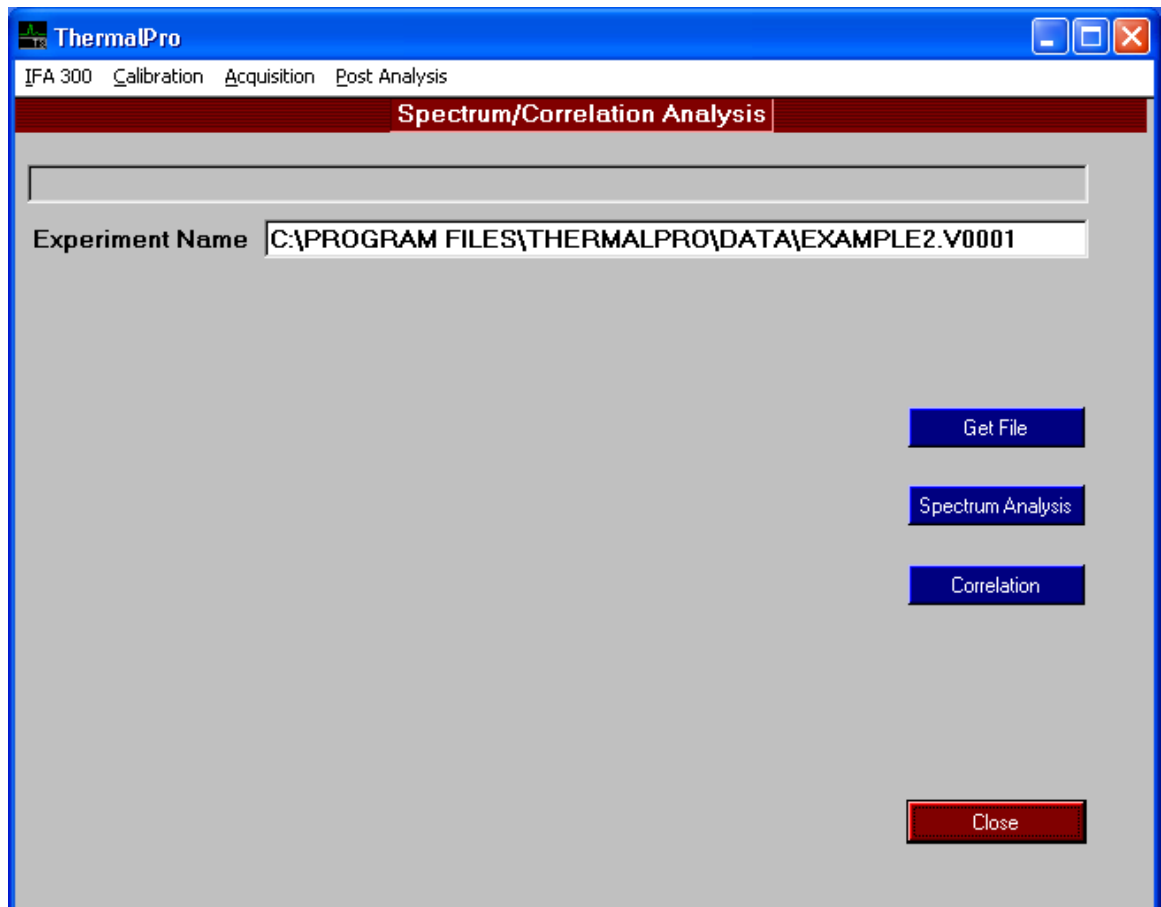 ThermalPro
IFA 300 Calibration Acquisition Post Analysis
Spectrum/Correlation Analysis
Experiment Name C:\PROGRAM FILES\THERMALPRO\DATA\EXAMPLE2.V0001
Get File
Spectrum Analysis
Correlation
Close